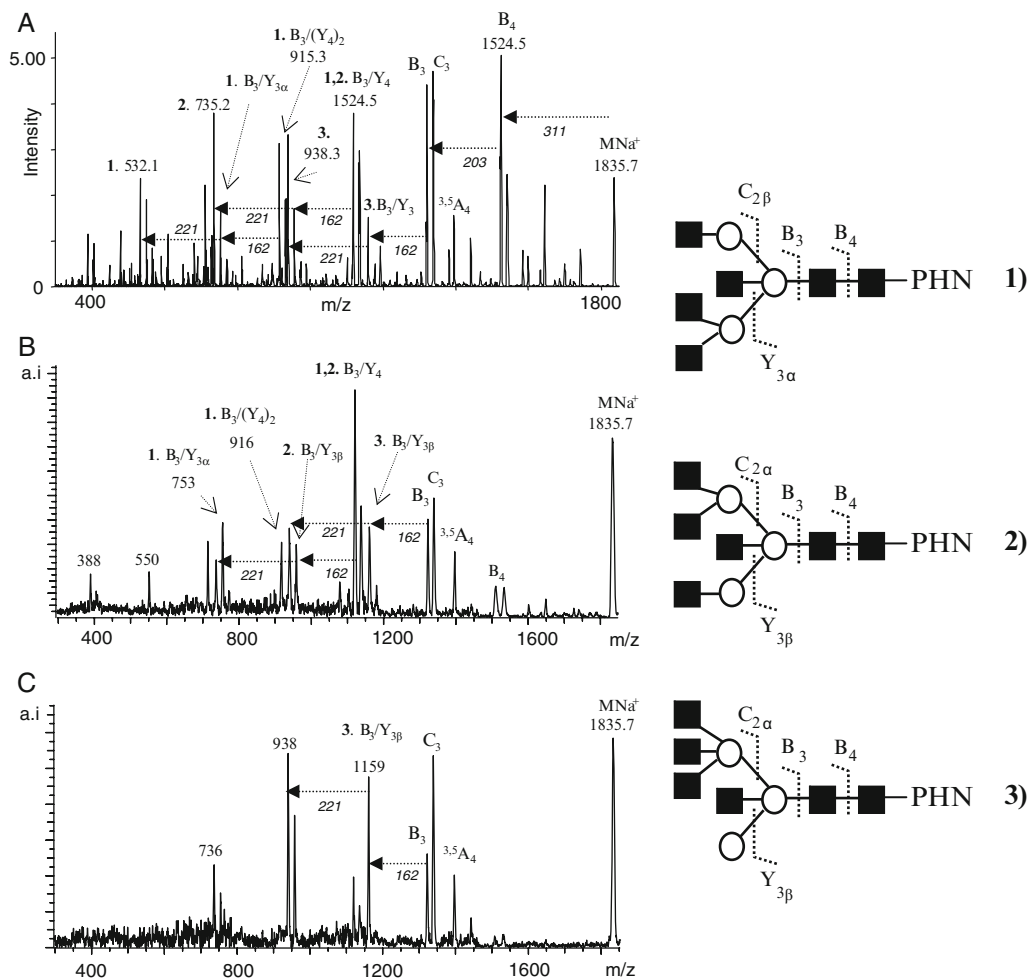 A
Intensity
5.00
0
400
m/z
1800
1. 532.1
2. 735.2
1. B3/Y3α
1. B3/(Y4)2
915.3
3.
938.3
1,2. B3/Y4
1524.5
3.B3/Y3
B3 C3
3,5A4
B4
1524.5
MNa+
1835.7
311
203
221
162
221
162
221
162
C2β
B3
B4
PHN
1)
Y3α
B
a.i
388
550
1. B3/Y3α
753
1. B3/(Y4)2
916
2. B3/Y3β
1,2. B3/Y4
3. B3/Y3β
B3
C3
3,5A4
B4
MNa+
1835.7
221
162
221
162
400
800
1200
1600
m/z
C2α
B3
B4
PHN
2)
Y3β
C
a.i
736
938
3. B3/Y3β
1159
B3
C3
3,5A4
MNa+
1835.7
221
162
400
800
1200
1600
m/z
C2α
B3
B4
PHN
3)
Y3β